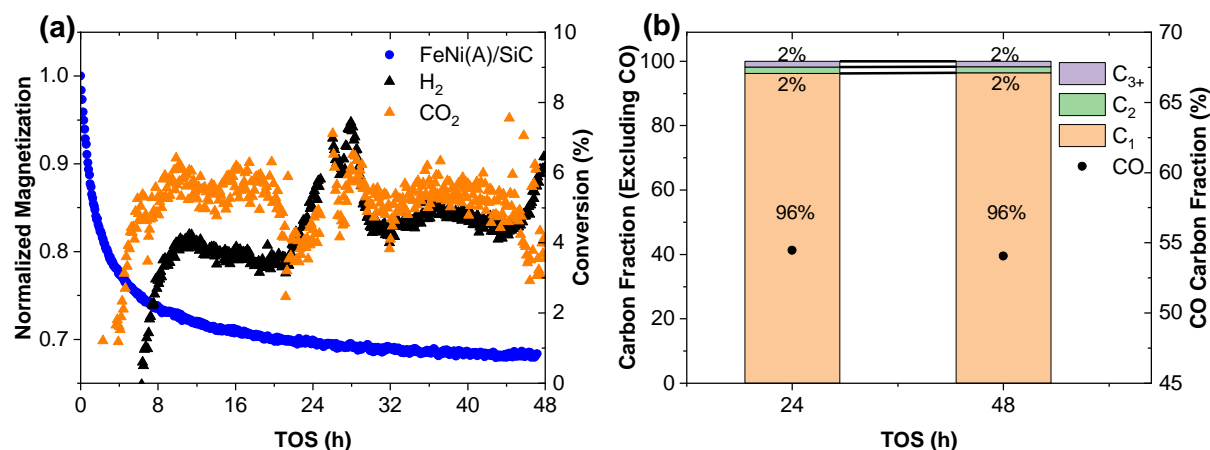 (a)
Normalized Magnetization
1.0
0.9
0.8
0.7
FeNi(A)/SiC
H₂
CO₂
10
8
6
4
2
0
Conversion (%)
0 8 16 24 32 40 48
TOS (h)
(b)
Carbon Fraction (Excluding CO)
100
80
60
40
20
0
2% 2%
2% 2%
96% 96%
C₃₊
C₂
C₁
CO
70
65
60
55
50
45
CO Carbon Fraction (%)
24 48
TOS (h)